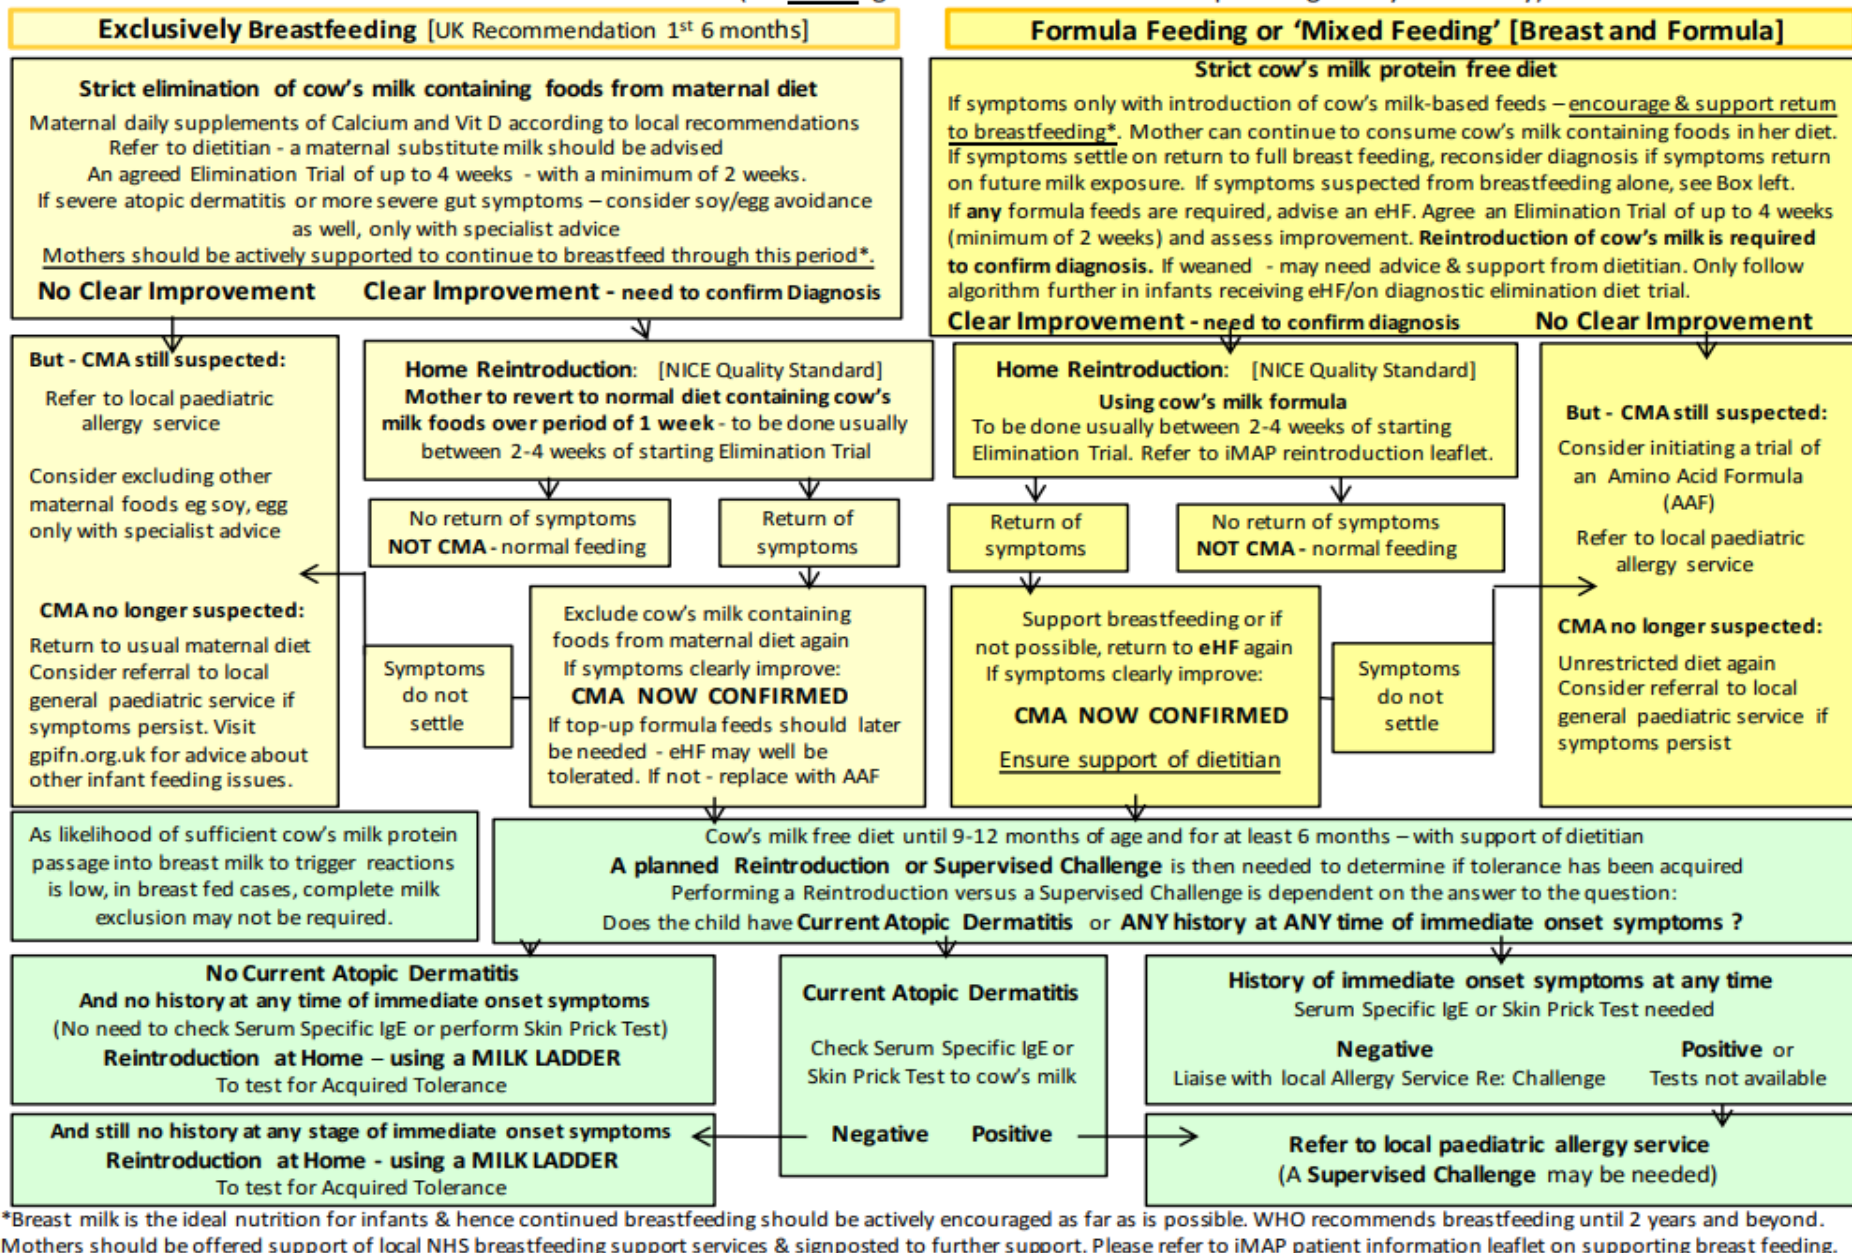 Exclusively Breastfeeding [UK Recommendation 1st 6 months]
Strict elimination of cow's milk containing foods from maternal diet
Maternal daily supplements of Calcium and Vit D according to local recommendations
Refer to dietitian - a maternal substitute milk should be advised
An agreed Elimination Trial of up to 4 weeks - with a minimum of 2 weeks.
If severe atopic dermatitis or more severe gut symptoms – consider soy/egg avoidance
as well, only with specialist advice
Mothers should be actively supported to continue to breastfeed through this period*.
No Clear Improvement
Clear Improvement - need to confirm Diagnosis
Formula Feeding or 'Mixed Feeding' [Breast and Formula]
Strict cow's milk protein free diet
If symptoms only with introduction of cow's milk-based feeds – encourage & support return
to breastfeeding*. Mother can continue to consume cow's milk containing foods in her diet.
If symptoms settle on return to full breast feeding, reconsider diagnosis if symptoms return
on future milk exposure. If symptoms suspected from breastfeeding alone, see Box left.
If any formula feeds are required, advise an eHF. Agree an Elimination Trial of up to 4 weeks
(minimum of 2 weeks) and assess improvement. Reintroduction of cow's milk is required
to confirm diagnosis. If weaned - may need advice & support from dietitian. Only follow
algorithm further in infants receiving eHF/on diagnostic elimination diet trial.
Clear Improvement - need to confirm diagnosis
No Clear Improvement
But - CMA still suspected:
Refer to local paediatric
allergy service
Consider excluding other
maternal foods eg soy, egg
only with specialist advice
CMA no longer suspected:
Return to usual maternal diet
Consider referral to local
general paediatric service if
symptoms persist. Visit
gpifn.org.uk for advice about
other infant feeding issues.
Home Reintroduction: [NICE Quality Standard]
Mother to revert to normal diet containing cow's
milk foods over period of 1 week - to be done usually
between 2-4 weeks of starting Elimination Trial
No return of symptoms
NOT CMA - normal feeding
Return of
symptoms
Symptoms
do not
settle
Exclude cow's milk containing
foods from maternal diet again
If symptoms clearly improve:
CMA NOW CONFIRMED
If top-up formula feeds should later
be needed - eHF may well be
tolerated. If not - replace with AAF
Home Reintroduction: [NICE Quality Standard]
Using cow's milk formula
To be done usually between 2-4 weeks of starting
Elimination Trial. Refer to iMAP reintroduction leaflet.
Return of
symptoms
No return of symptoms
NOT CMA - normal feeding
Support breastfeeding or if
not possible, return to eHF again
If symptoms clearly improve:
CMA NOW CONFIRMED
Ensure support of dietitian
Symptoms
do not
settle
But - CMA still suspected:
Consider initiating a trial of
an Amino Acid Formula
(AAF)
Refer to local paediatric
allergy service
CMA no longer suspected:
Unrestricted diet again
Consider referral to local
general paediatric service if
symptoms persist
As likelihood of sufficient cow's milk protein
passage into breast milk to trigger reactions
is low, in breast fed cases, complete milk
exclusion may not be required.
Cow's milk free diet until 9-12 months of age and for at least 6 months – with support of dietitian
A planned Reintroduction or Supervised Challenge is then needed to determine if tolerance has been acquired
Performing a Reintroduction versus a Supervised Challenge is dependent on the answer to the question:
Does the child have Current Atopic Dermatitis or ANY history at ANY time of immediate onset symptoms ?
No Current Atopic Dermatitis
And no history at any time of immediate onset symptoms
(No need to check Serum Specific IgE or perform Skin Prick Test)
Reintroduction at Home – using a MILK LADDER
To test for Acquired Tolerance
And still no history at any stage of immediate onset symptoms
Reintroduction at Home - using a MILK LADDER
To test for Acquired Tolerance
Current Atopic Dermatitis
Check Serum Specific IgE or
Skin Prick Test to cow's milk
Negative Positive
History of immediate onset symptoms at any time
Serum Specific IgE or Skin Prick Test needed
Negative
Liaise with local Allergy Service Re: Challenge
Positive or
Tests not available
Refer to local paediatric allergy service
(A Supervised Challenge may be needed)
*Breast milk is the ideal nutrition for infants & hence continued breastfeeding should be actively encouraged as far as is possible. WHO recommends breastfeeding until 2 years and beyond.
Mothers should be offered support of local NHS breastfeeding support services & signposted to further support. Please refer to iMAP patient information leaflet on supporting breast feeding.